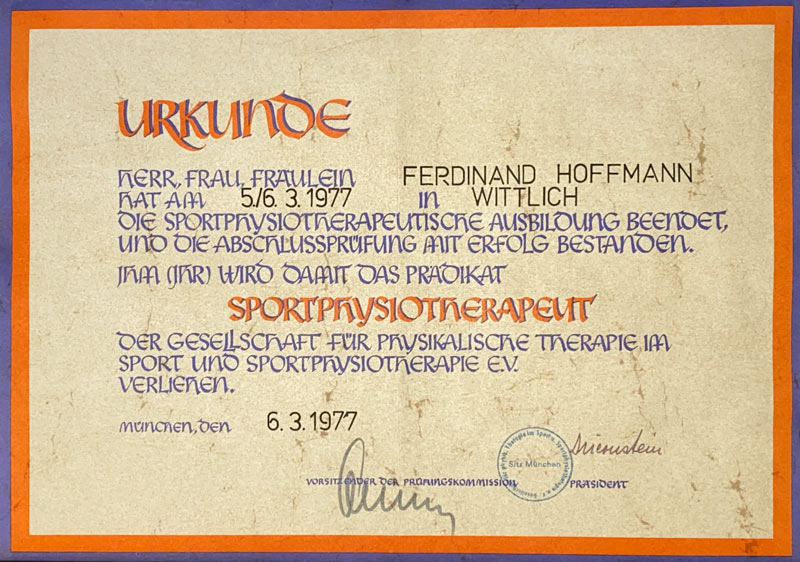 URKUNDE
HERR, FRAU, FRÄULEIN FERDINAND HOFFMANN
HAT AM 5./6. 3. 1977 IN WITTLICH
DIE SPORTPHYSIOTHERAPEUTISCHE AUSBILDUNG BEENDET,
UND DIE ABSCHLUSSPRÜFUNG MIT ERFOLG BESTANDEN.
IHM (IHR) WIRD DAMIT DAS PRÄDIKAT
SPORTPHYSIOTHERAPEUT
DER GESELLSCHAFT FÜR PHYSIKALISCHE THERAPIE IM
SPORT UND SPORTPHYSIOTHERAPIE E.V.
VERLIEHEN.
MÜNCHEN, DEN 6. 3. 1977
Sitz München
VORSITZENDER DER PRÜFUNGSKOMMISSION PRÄSIDENT